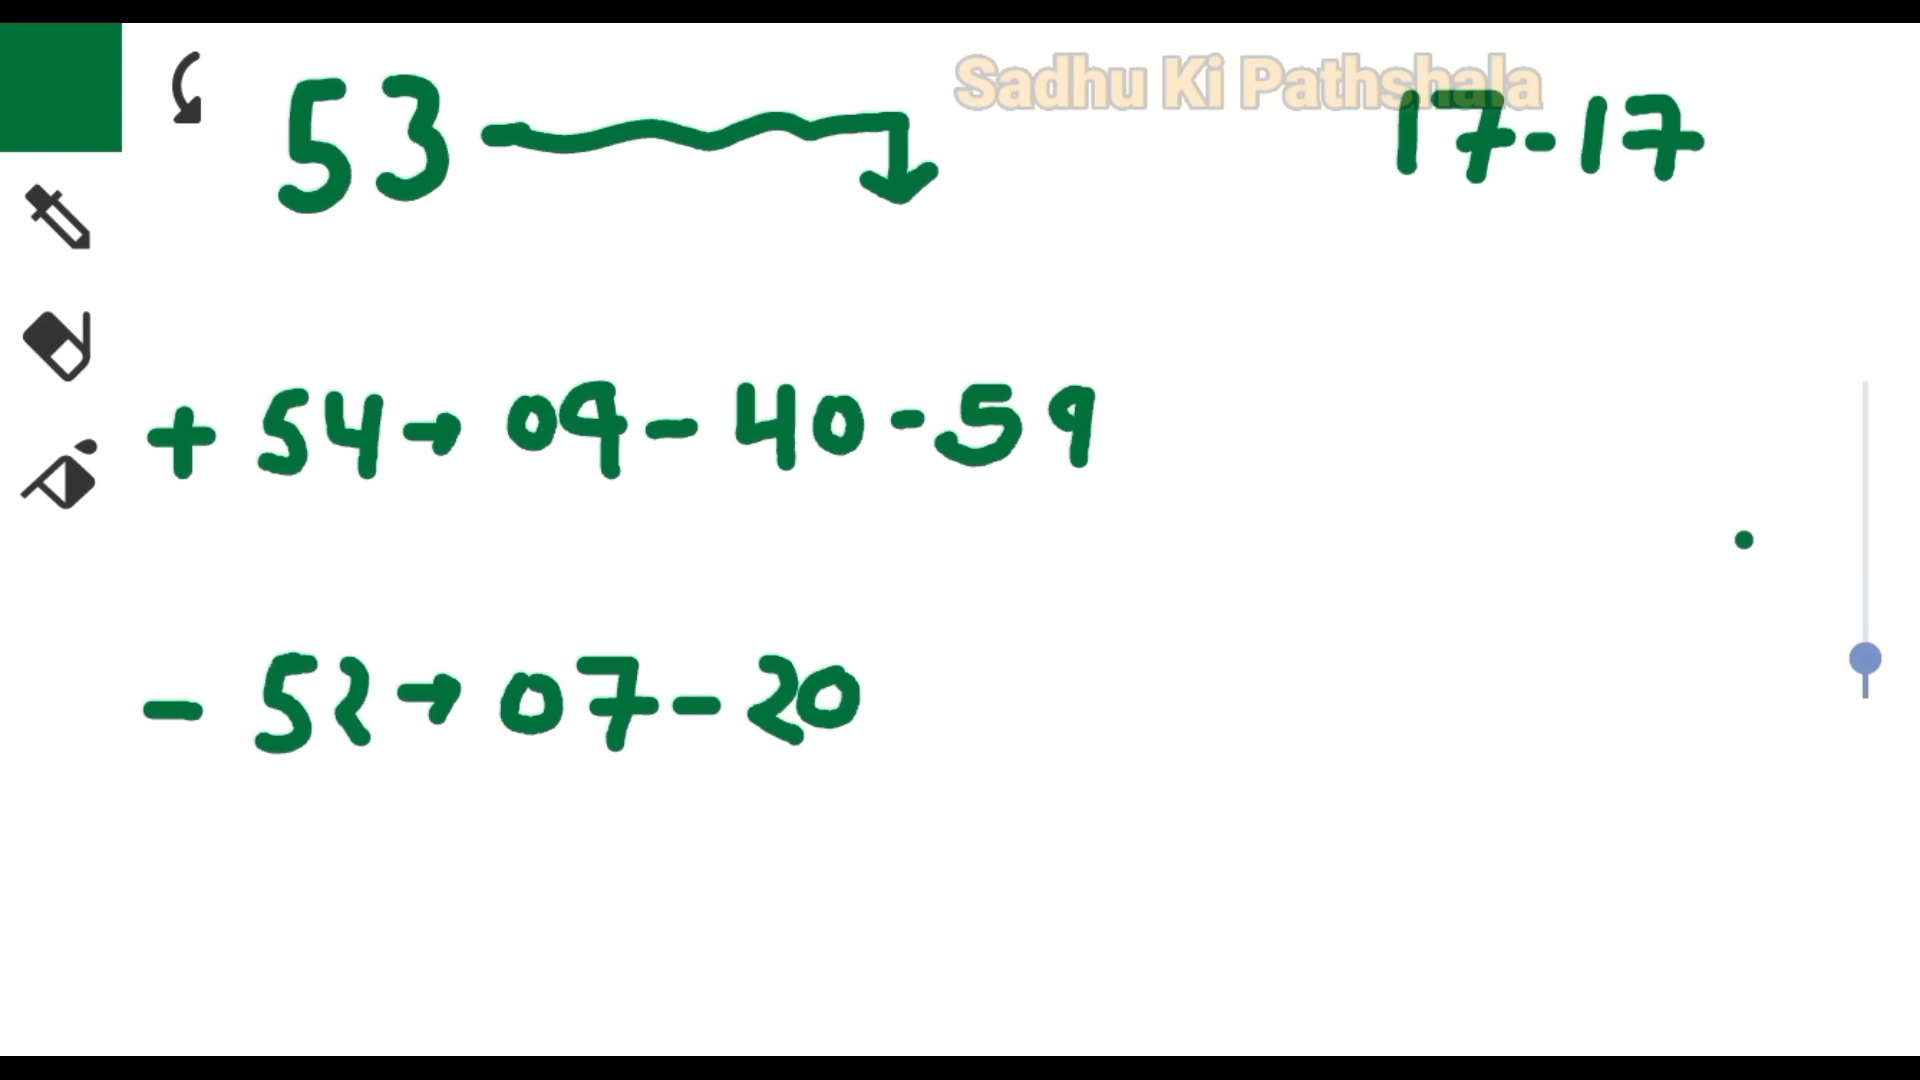 Sadhu Ki Pathshala
53 17-17
+ 54 → 09 - 40 - 59
- 52 → 07 - 20